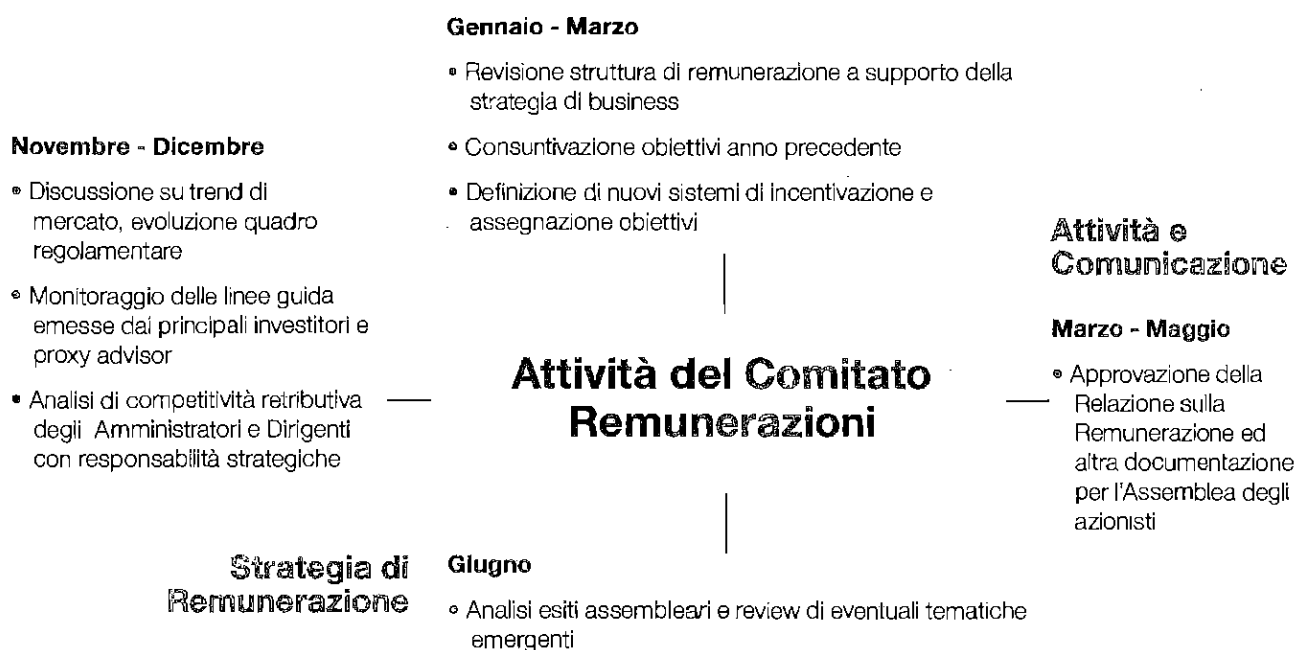 Gennaio - Marzo
• Revisione struttura di remunerazione a supporto della
strategia di business
• Consuntivazione obiettivi anno precedente
• Definizione di nuovi sistemi di incentivazione e
assegnazione obiettivi
Novembre - Dicembre
• Discussione su trend di
mercato, evoluzione quadro
regolamentare
• Monitoraggio delle linee guida
emesse dai principali investitori e
proxy advisor
• Analisi di competitività retributiva
degli Amministratori e Dirigenti
con responsabilità strategiche
Attività del Comitato
Remunerazioni
Attività e
Comunicazione
Marzo - Maggio
• Approvazione della
Relazione sulla
Remunerazione ed
altra documentazione
per l'Assemblea degli
azionisti
Strategia di
Remunerazione
Giugno
• Analisi esiti assembleari e review di eventuali tematiche
emergenti